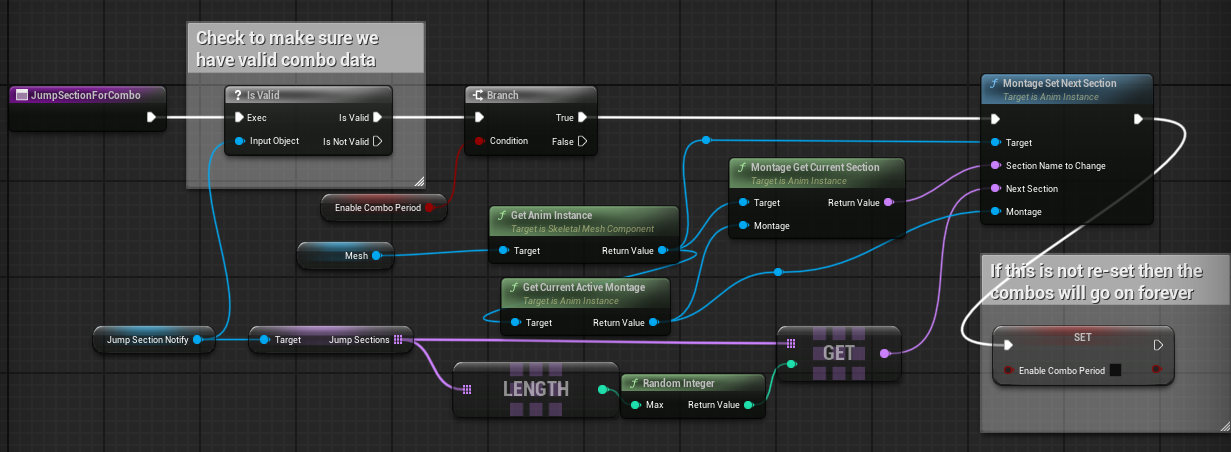 Check to make sure we
have valid combo data
JumpSectionForCombo
? Is Valid
Exec Is Valid
Input Object Is Not Valid
Branch
True
Condition False
Enable Combo Period
Mesh
f Get Anim Instance
Target is Skeletal Mesh Component
Target Return Value
f Get Current Active Montage
Target is Anim Instance
Target Return Value
f Montage Get Current Section
Target is Anim Instance
Target Return Value
Montage
f Montage Set Next Section
Target is Anim Instance
Target
Section Name to Change
Next Section
Montage
If this is not re-set then the
combos will go on forever
SET
Enable Combo Period
Jump Section Notify
Target Jump Sections
LENGTH
f Random Integer
Max Return Value
GET